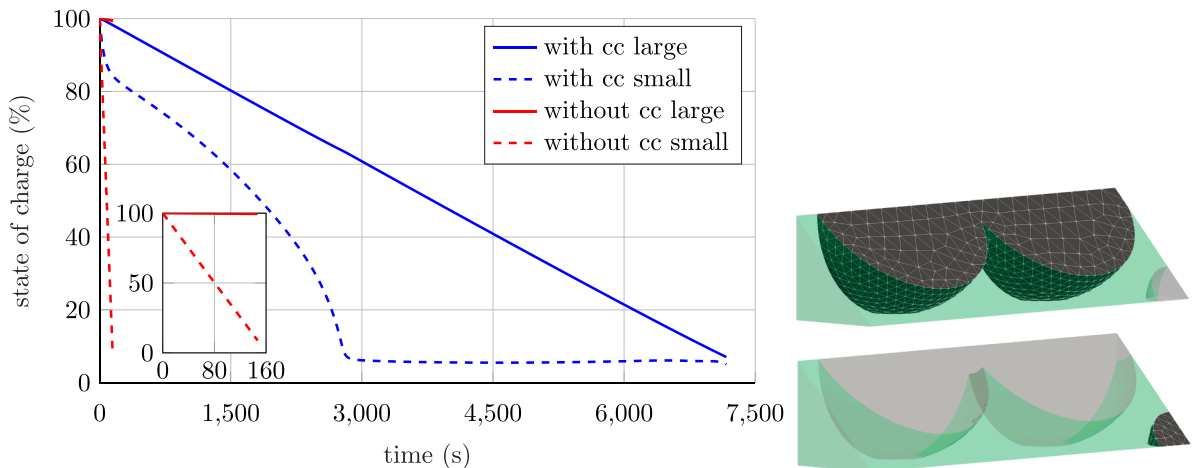 state of charge (%)
100
80
60
40
20
0
with cc large
with cc small
without cc large
without cc small
100
50
0
0 80 160
0 1,500 3,000 4,500 6,000 7,500
time (s)